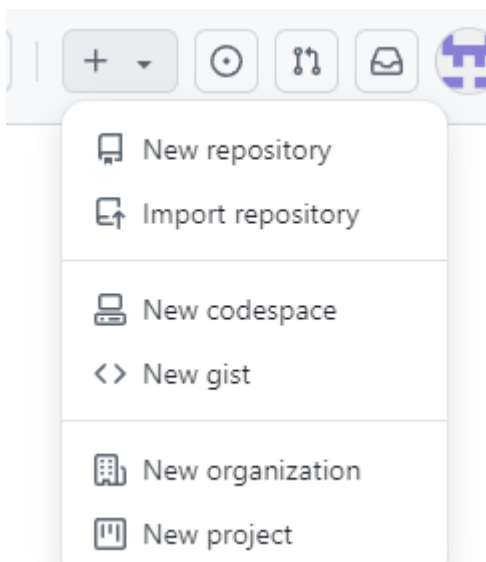 New repository
Import repository
New codespace
New gist
New organization
New project